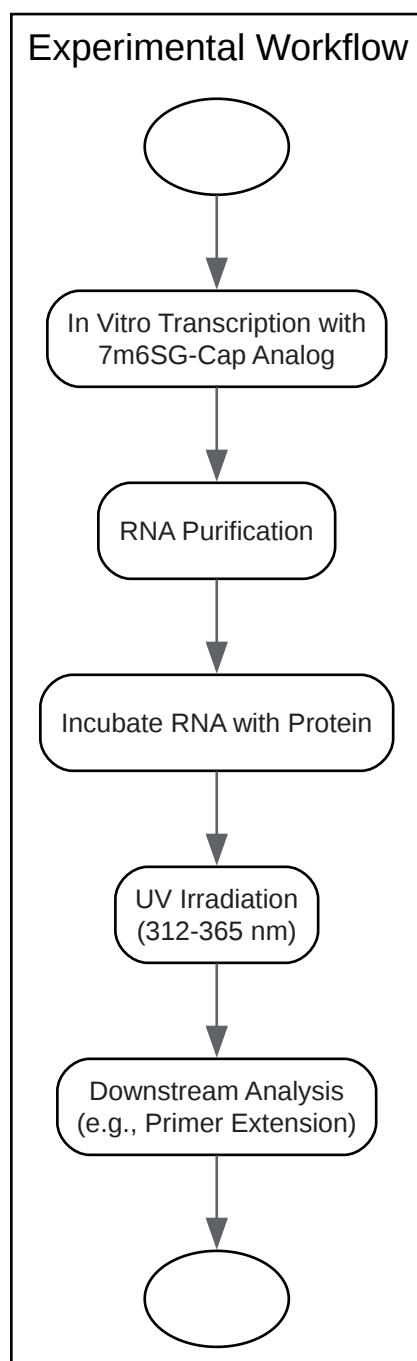 Experimental Workflow
In Vitro Transcription with
7m6SG-Cap Analog
RNA Purification
Incubate RNA with Protein
UV Irradiation
(312-365 nm)
Downstream Analysis
(e.g., Primer Extension)